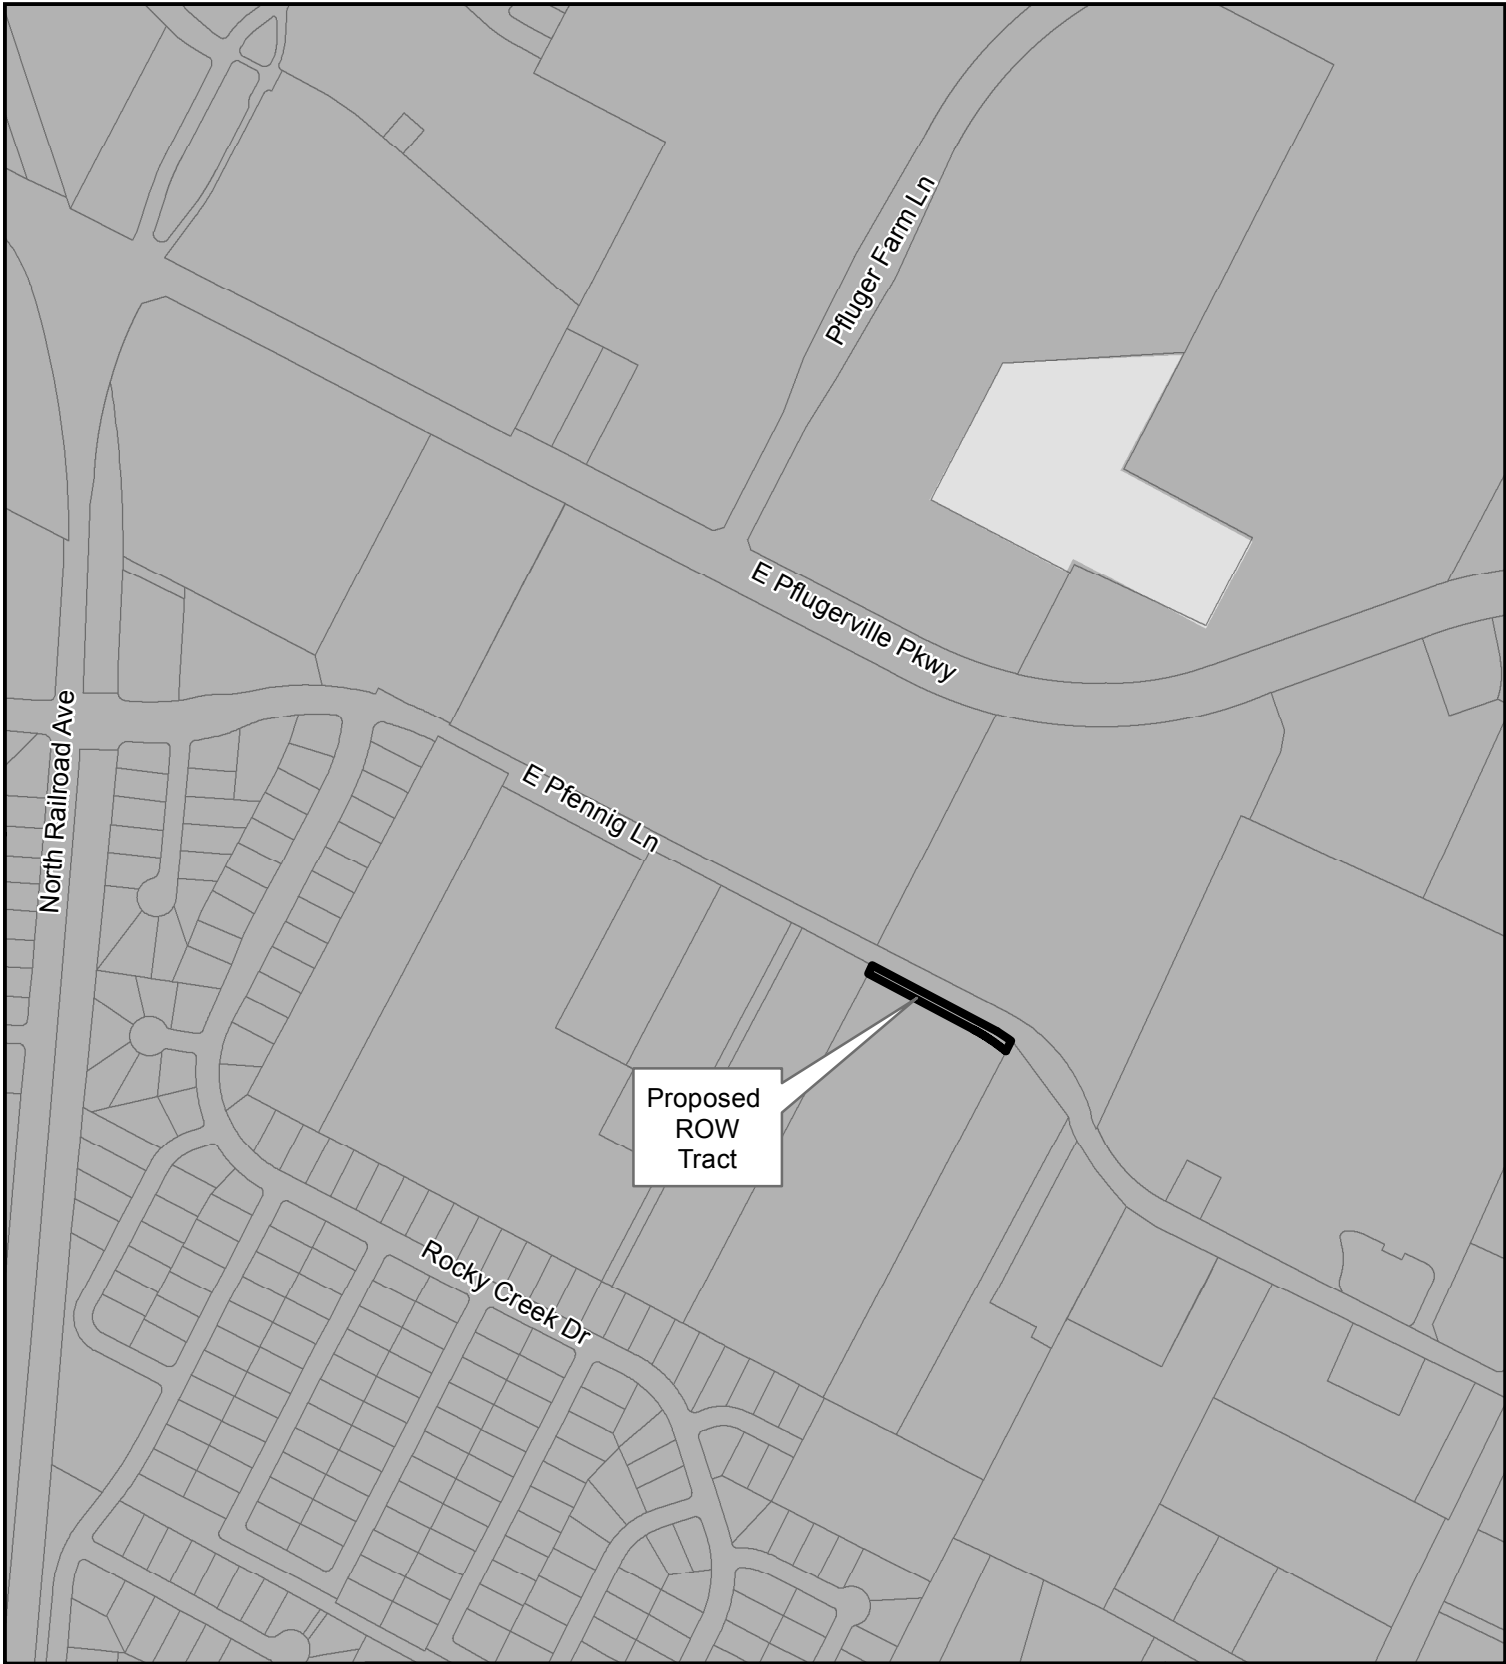 Pfluger Farm Ln
E Pflugerville Pkwy
North Railroad Ave
E Pfennig Ln
Proposed
ROW
Tract
Rocky Creek Dr